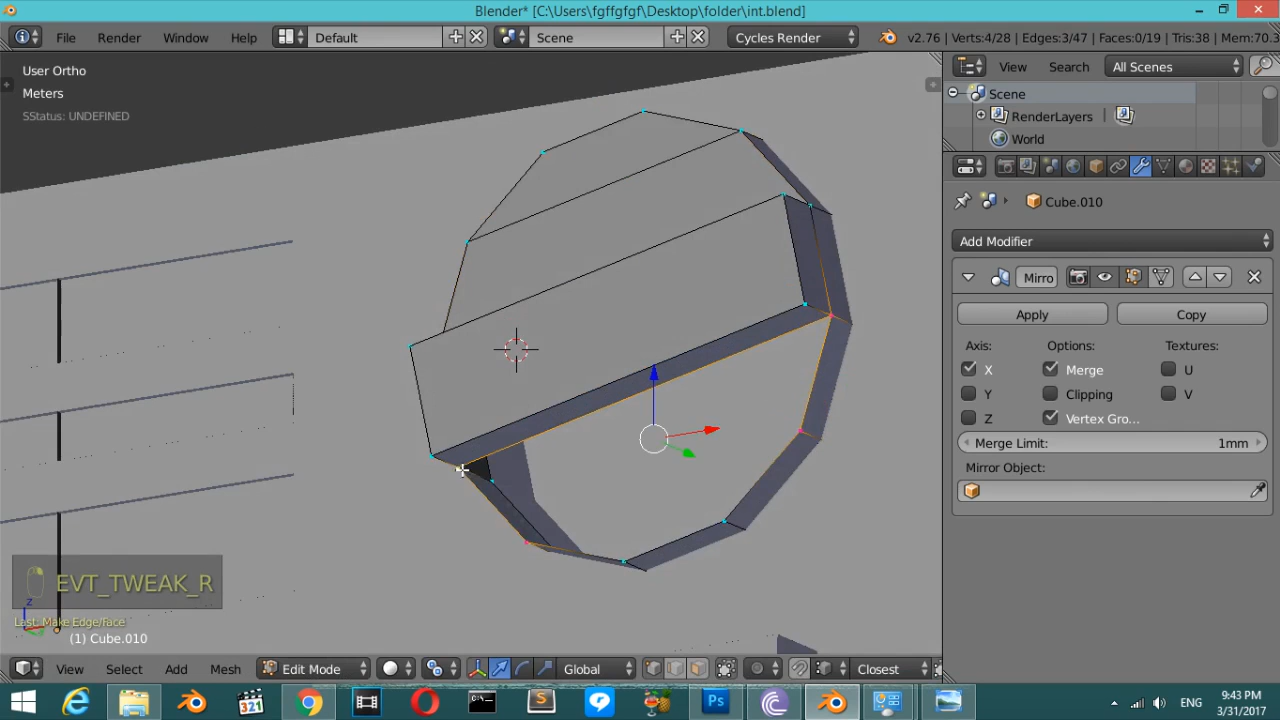 Blender* [C:\Users\fgffgfgf\Desktop\folder\int.blend]
File Render Window Help Default Scene Cycles Render v2.76 | Verts:4/28 | Edges:3/47 | Faces:0/19 | Tris:38 | Mem:70.3
User Ortho
Meters
SStatus: UNDEFINED
View Search All Scenes
Scene
RenderLayers
World
Cube.010
Add Modifier
Mirro
Apply Copy
Axis: Options: Textures:
X Merge U
Y Clipping V
Z Vertex Gro...
Merge Limit: 1mm
Mirror Object:
EVT_TWEAK_R
Last: Make Edge/Face
(1) Cube.010
z
View Select Add Mesh Edit Mode Global Closest
321
Ps
ENG
9:43 PM
3/31/2017